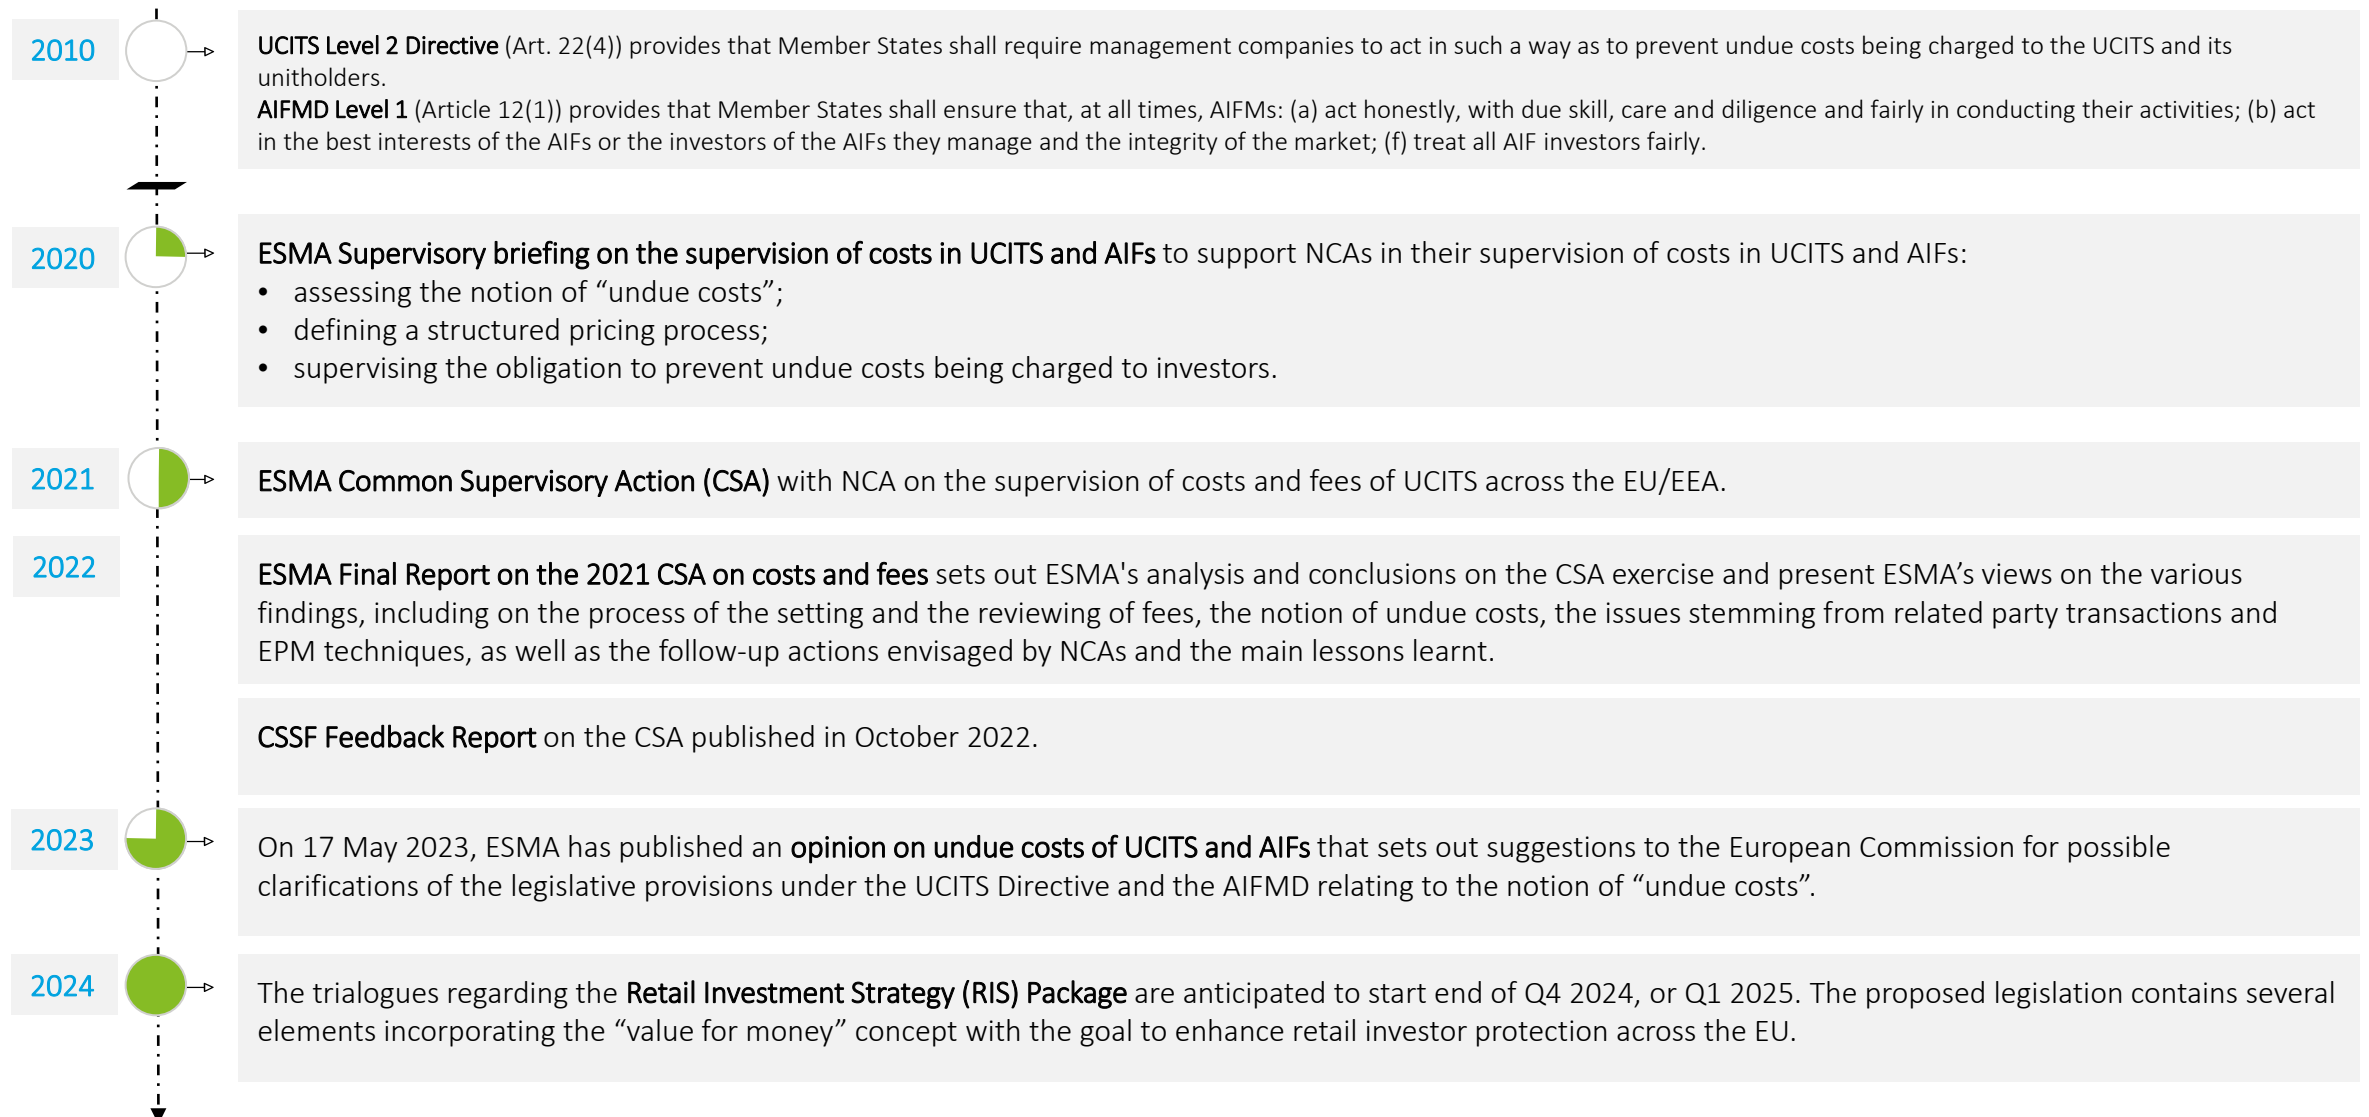 2010
UCITS Level 2 Directive (Art. 22(4)) provides that Member States shall require management companies to act in such a way as to prevent undue costs being charged to the UCITS and its
unitholders.
AIFMD Level 1 (Article 12(1)) provides that Member States shall ensure that, at all times, AIFMs: (a) act honestly, with due skill, care and diligence and fairly in conducting their activities; (b) act
in the best interests of the AIFs or the investors of the AIFs they manage and the integrity of the market; (f) treat all AIF investors fairly.
2020
ESMA Supervisory briefing on the supervision of costs in UCITS and AIFs to support NCAs in their supervision of costs in UCITS and AIFs:
• assessing the notion of “undue costs”;
• defining a structured pricing process;
• supervising the obligation to prevent undue costs being charged to investors.
2021
ESMA Common Supervisory Action (CSA) with NCA on the supervision of costs and fees of UCITS across the EU/EEA.
2022
ESMA Final Report on the 2021 CSA on costs and fees sets out ESMA's analysis and conclusions on the CSA exercise and present ESMA’s views on the various
findings, including on the process of the setting and the reviewing of fees, the notion of undue costs, the issues stemming from related party transactions and
EPM techniques, as well as the follow-up actions envisaged by NCAs and the main lessons learnt.
CSSF Feedback Report on the CSA published in October 2022.
2023
On 17 May 2023, ESMA has published an opinion on undue costs of UCITS and AIFs that sets out suggestions to the European Commission for possible
clarifications of the legislative provisions under the UCITS Directive and the AIFMD relating to the notion of “undue costs”.
2024
The trialogues regarding the Retail Investment Strategy (RIS) Package are anticipated to start end of Q4 2024, or Q1 2025. The proposed legislation contains several
elements incorporating the “value for money” concept with the goal to enhance retail investor protection across the EU.